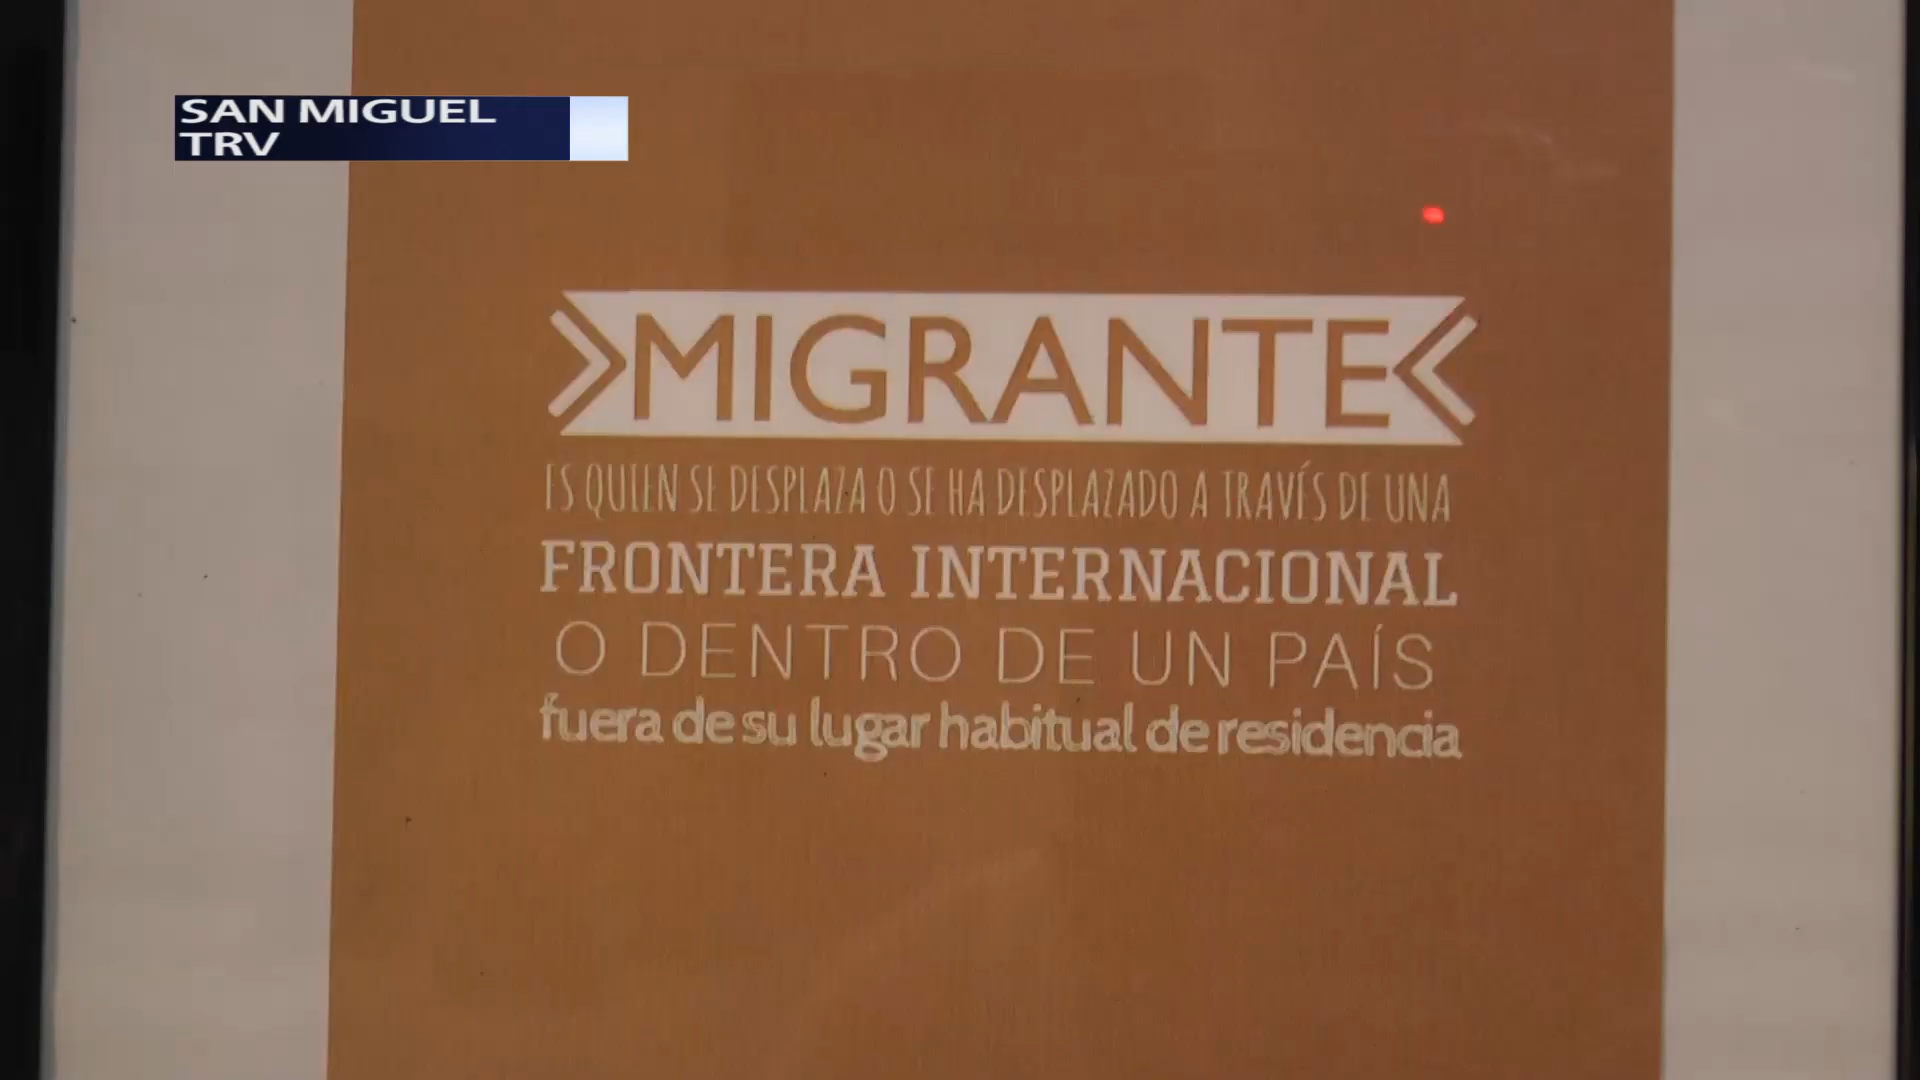 SAN MIGUEL
TRV
MIGRANTE
ES QUIEN SE DESPLAZA O SE HA DESPLAZADO A TRAVÉS DE UNA
FRONTERA INTERNACIONAL
O DENTRO DE UN PAÍS
fuera de su lugar habitual de residencia